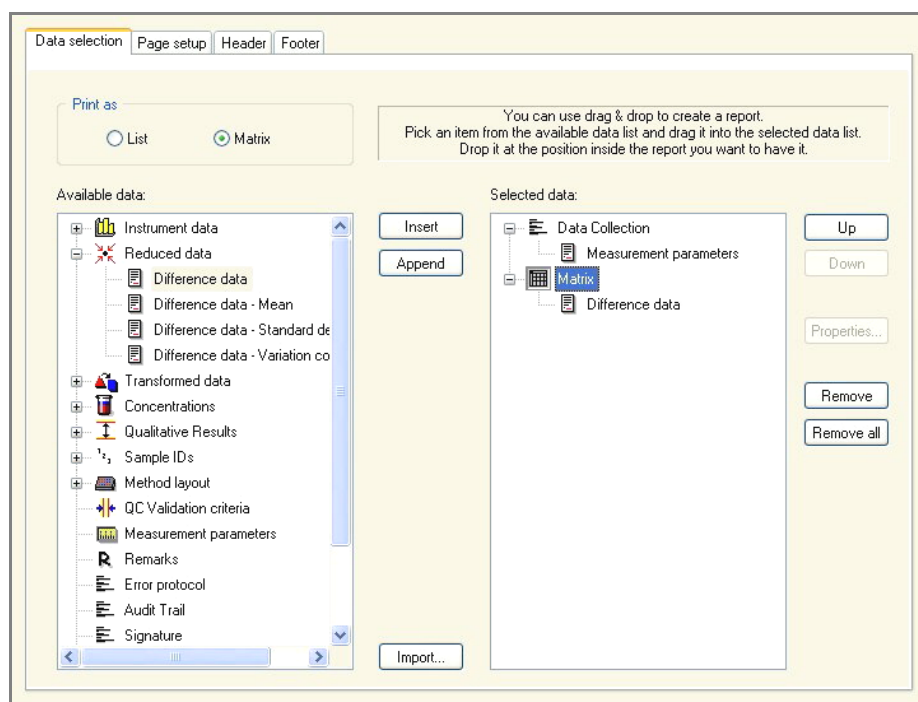 Data selection Page setup Header Footer
Print as
List Matrix
You can use drag & drop to create a report.
Pick an item from the available data list and drag it into the selected data list.
Drop it at the position inside the report you want to have it.
Available data:
Instrument data
Reduced data
Difference data
Difference data - Mean
Difference data - Standard de
Difference data - Variation co
Transformed data
Concentrations
Qualitative Results
Sample IDs
Method layout
QC Validation criteria
Measurement parameters
R Remarks
Error protocol
Audit Trail
Signature
Insert
Append
Import...
Selected data:
Data Collection
Measurement parameters
Matrix
Difference data
Up
Down
Properties...
Remove
Remove all